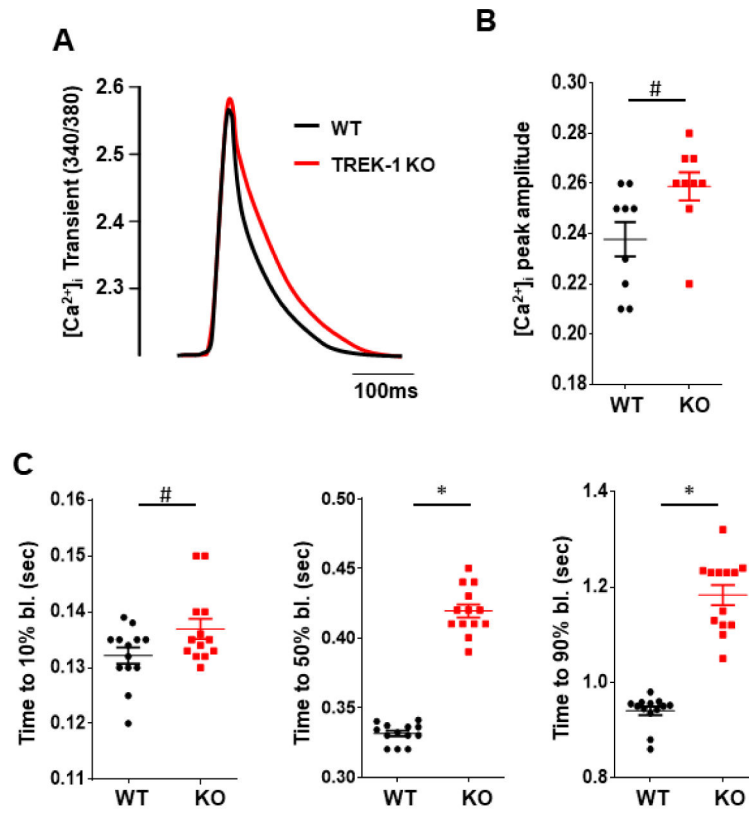 A
[Ca²⁺]ᵢ Transient (340/380)
2.6
2.5
2.4
2.3
WT
TREK-1 KO
100ms
B
[Ca²⁺]ᵢ peak amplitude
0.30
0.28
0.26
0.24
0.22
0.20
0.18
#
WT KO
C
Time to 10% bl. (sec)
0.16
0.15
0.14
0.13
0.12
0.11
#
WT KO
Time to 50% bl. (sec)
0.50
0.45
0.40
0.35
0.30
*
WT KO
Time to 90% bl. (sec)
1.4
1.2
1.0
0.8
*
WT KO